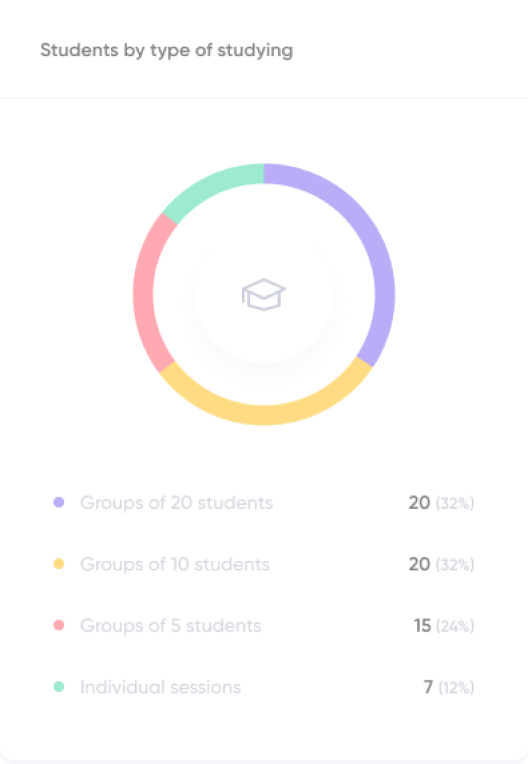 Students by type of studying
Groups of 20 students 20 (32%)
Groups of 10 students 20 (32%)
Groups of 5 students 15 (24%)
Individual sessions 7 (12%)